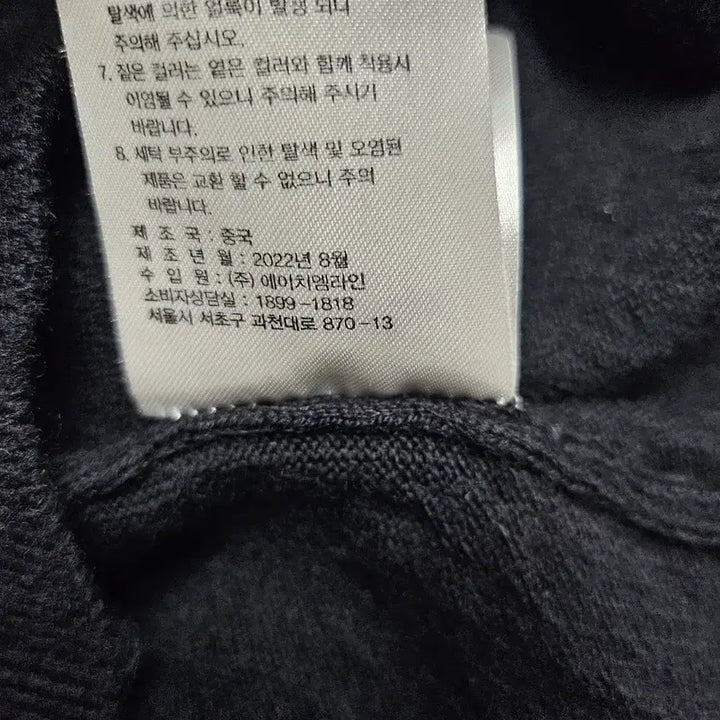 탈색에 의한 얼룩이 발생 되니
주의해 주십시오.
7. 짙은 컬러는 옅은 컬러와 함께 착용시
이염될 수 있으니 주의해 주시기
바랍니다.
8. 세탁 부주의로 인한 탈색 및 오염된
제품은 교환 할 수 없으니 주의
바랍니다.
제 조 국 : 중국
제 조 년 월 : 2022년 8월
수 입 원 : (주) 에이치엠라인
소비자상담실 : 1899-1818
서울시 서초구 과천대로 870-13